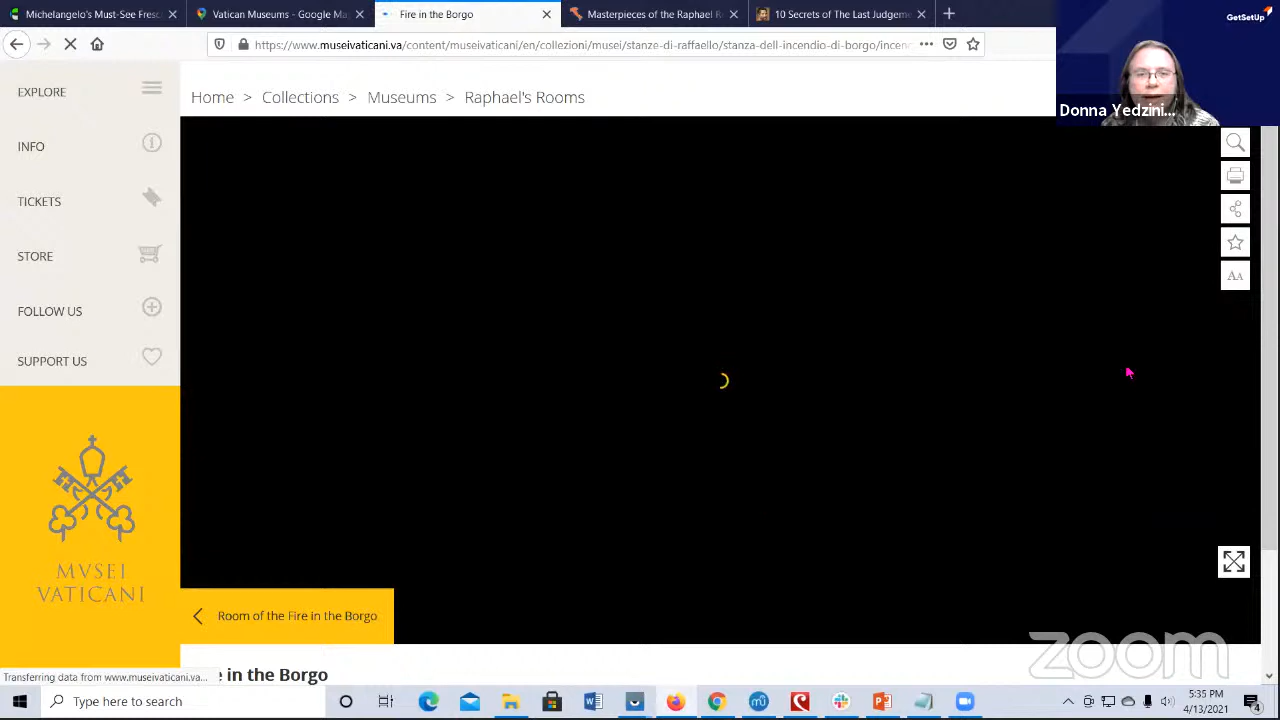 Michelangelo's Must-See Fresc
Vatican Museums - Google Ma
Fire in the Borgo
Masterpieces of the Raphael R
10 Secrets of The Last Judgeme
https://www.museivaticani.va/content/museivaticani/en/collezioni/musei/stanze-di-raffaello/stanza-dell-incendio-di-borgo/incen
GetSetUp
Donna Yedzini...
EXPLORE
INFO
TICKETS
STORE
FOLLOW US
SUPPORT US
MVSEI
VATICANI
Home > Collections > Museums > Raphael's Rooms
AA
Room of the Fire in the Borgo
zoom
e in the Borgo
Transferring data from www.museivaticani.va...
Type here to search
5:35 PM
4/13/2021
4